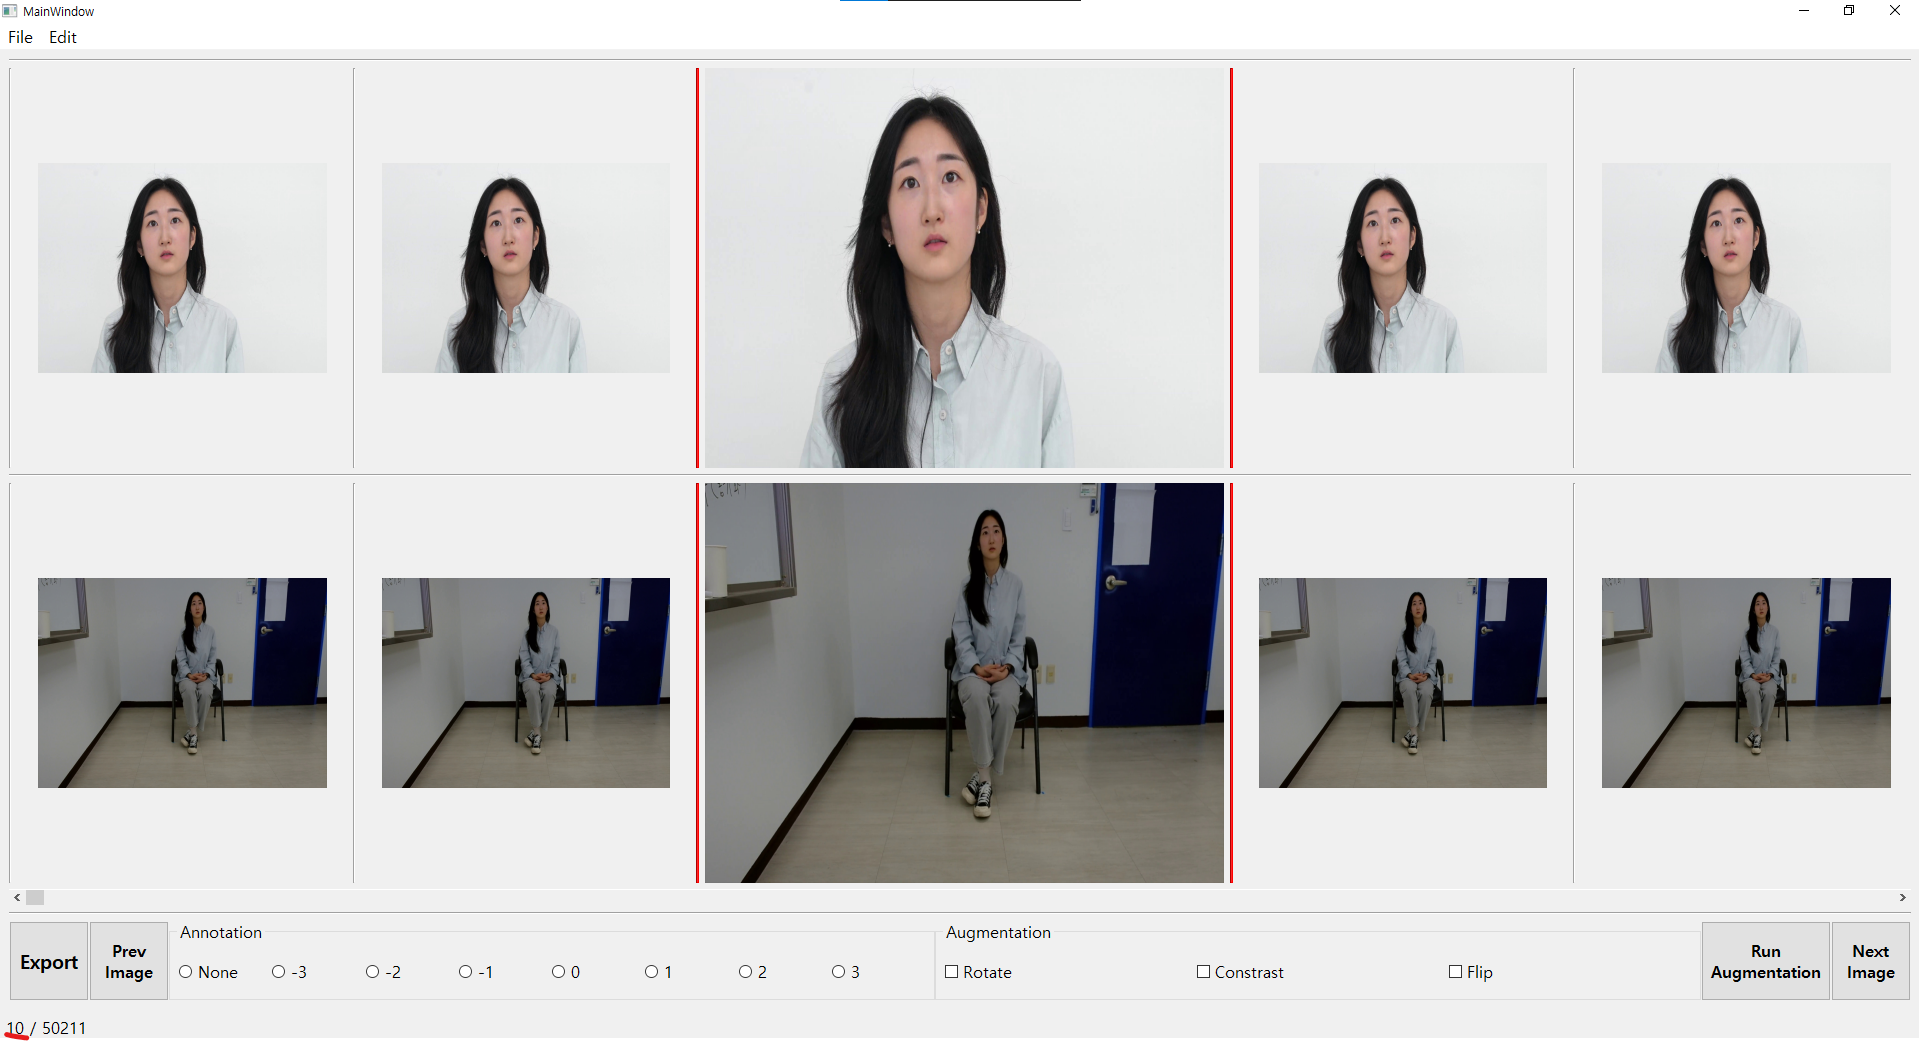 MainWindow
File Edit
Export
Prev
Image
Annotation
None -3 -2 -1 0 1 2 3
Augmentation
Rotate Constrast Flip
Run
Augmentation
Next
Image
10 / 50211